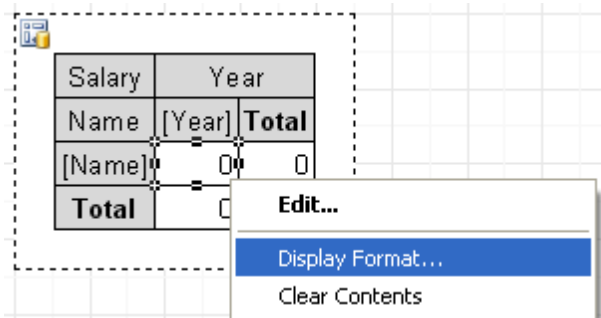 Salary Year
Name [Year] Total
[Name] 0 0
Total 0
Edit...
Display Format...
Clear Contents